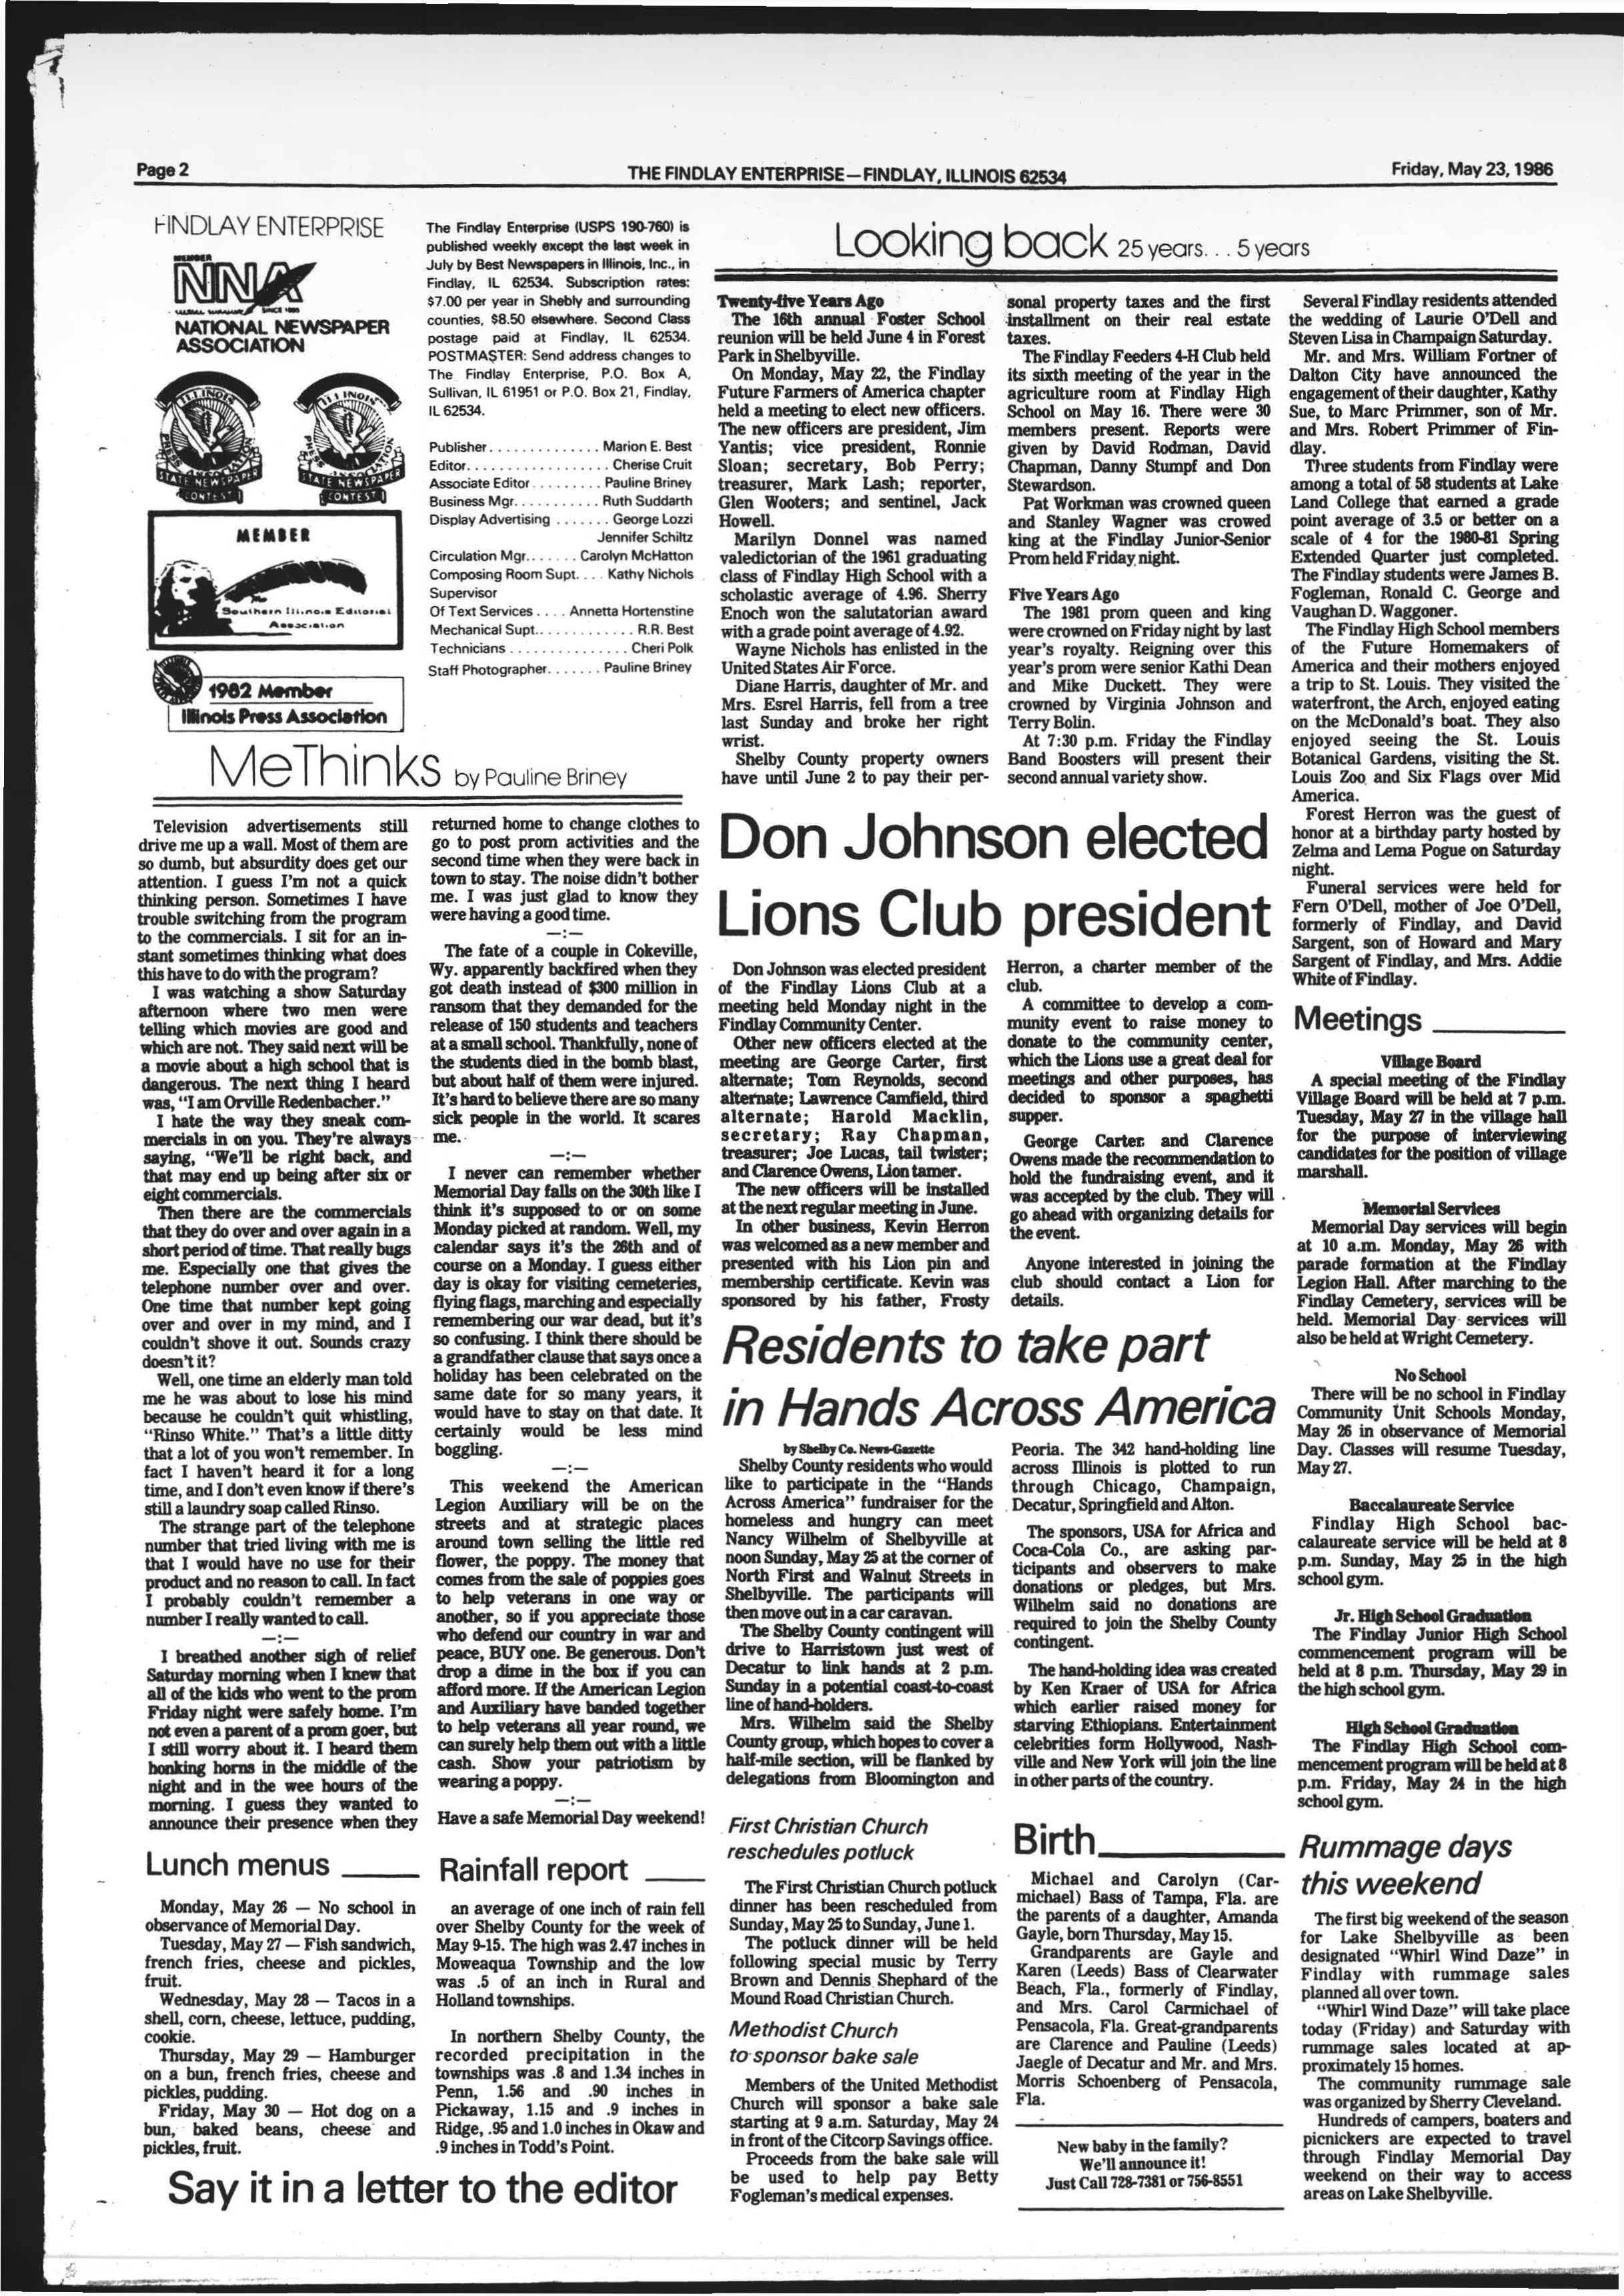 Page 2
THE FINDLAY ENTERPRISE—FINDLAY, ILLINOIS 62534
Friday, May 23, 1986
FINDLAY ENTERPRISE
MEMBER
NNA
SINCE 1885
NATIONAL NEWSPAPER
ASSOCIATION
ILLINOIS
PRESS ASSOCIATION
STATE NEWSPAPER
CONTEST
ILLINOIS
PRESS ASSOCIATION
STATE NEWSPAPER
CONTEST
MEMBER
Southern Illinois Editorial
Association
1982 Member
Illinois Press Association
The Findlay Enterprise (USPS 190-760) is
published weekly except the last week in
July by Best Newspapers in Illinois, Inc., in
Findlay, IL 62534. Subscription rates:
$7.00 per year in Shebly and surrounding
counties, $8.50 elsewhere. Second Class
postage paid at Findlay, IL 62534.
POSTMASTER: Send address changes to
The Findlay Enterprise, P.O. Box A,
Sullivan, IL 61951 or P.O. Box 21, Findlay,
IL 62534.
Publisher . . . . . . . . . . . . . . Marion E. Best
Editor. . . . . . . . . . . . . . . . . . Cherise Cruit
Associate Editor . . . . . . . . . Pauline Briney
Business Mgr. . . . . . . . . . . Ruth Suddarth
Display Advertising . . . . . . . George Lozzi
Jennifer Schiltz
Circulation Mgr. . . . . . . Carolyn McHatton
Composing Room Supt. . . . Kathy Nichols
Supervisor
Of Text Services . . . . Annetta Hortenstine
Mechanical Supt. . . . . . . . . . . . . R.R. Best
Technicians . . . . . . . . . . . . . . . Cheri Polk
Staff Photographer. . . . . . . Pauline Briney
MeThinks by Pauline Briney
Television advertisements still
drive me up a wall. Most of them are
so dumb, but absurdity does get our
attention. I guess I'm not a quick
thinking person. Sometimes I have
trouble switching from the program
to the commercials. I sit for an in-
stant sometimes thinking what does
this have to do with the program?
I was watching a show Saturday
afternoon where two men were
telling which movies are good and
which are not. They said next will be
a movie about a high school that is
dangerous. The next thing I heard
was, "I am Orville Redenbacher."
I hate the way they sneak com-
mercials in on you. They're always
saying, "We'll be right back, and
that may end up being after six or
eight commercials.
Then there are the commercials
that they do over and over again in a
short period of time. That really bugs
me. Especially one that gives the
telephone number over and over.
One time that number kept going
over and over in my mind, and I
couldn't shove it out. Sounds crazy
doesn't it?
Well, one time an elderly man told
me he was about to lose his mind
because he couldn't quit whistling,
"Rinso White." That's a little ditty
that a lot of you won't remember. In
fact I haven't heard it for a long
time, and I don't even know if there's
still a laundry soap called Rinso.
The strange part of the telephone
number that tried living with me is
that I would have no use for their
product and no reason to call. In fact
I probably couldn't remember a
number I really wanted to call.
—:—
I breathed another sigh of relief
Saturday morning when I knew that
all of the kids who went to the prom
Friday night were safely home. I'm
not even a parent of a prom goer, but
I still worry about it. I heard them
honking horns in the middle of the
night and in the wee hours of the
morning. I guess they wanted to
announce their presence when they
returned home to change clothes to
go to post prom activities and the
second time when they were back in
town to stay. The noise didn't bother
me. I was just glad to know they
were having a good time.
—:—
The fate of a couple in Cokeville,
Wy. apparently backfired when they
got death instead of $300 million in
ransom that they demanded for the
release of 150 students and teachers
at a small school. Thankfully, none of
the students died in the bomb blast,
but about half of them were injured.
It's hard to believe there are so many
sick people in the world. It scares
me.
—:—
I never can remember whether
Memorial Day falls on the 30th like I
think it's supposed to or on some
Monday picked at random. Well, my
calendar says it's the 26th and of
course on a Monday. I guess either
day is okay for visiting cemeteries,
flying flags, marching and especially
remembering our war dead, but it's
so confusing. I think there should be
a grandfather clause that says once a
holiday has been celebrated on the
same date for so many years, it
would have to stay on that date. It
certainly would be less mind
boggling.
—:—
This weekend the American
Legion Auxiliary will be on the
streets and at strategic places
around town selling the little red
flower, the poppy. The money that
comes from the sale of poppies goes
to help veterans in one way or
another, so if you appreciate those
who defend our country in war and
peace, BUY one. Be generous. Don't
drop a dime in the box if you can
afford more. If the American Legion
and Auxiliary have banded together
to help veterans all year round, we
can surely help them out with a little
cash. Show your patriotism by
wearing a poppy.
—:—
Have a safe Memorial Day weekend!
Lunch menus
Monday, May 26 — No school in
observance of Memorial Day.
Tuesday, May 27 — Fish sandwich,
french fries, cheese and pickles,
fruit.
Wednesday, May 28 — Tacos in a
shell, corn, cheese, lettuce, pudding,
cookie.
Thursday, May 29 — Hamburger
on a bun, french fries, cheese and
pickles, pudding.
Friday, May 30 — Hot dog on a
bun, baked beans, cheese and
pickles, fruit.
Rainfall report
an average of one inch of rain fell
over Shelby County for the week of
May 9-15. The high was 2.47 inches in
Moweaqua Township and the low
was .5 of an inch in Rural and
Holland townships.
In northern Shelby County, the
recorded precipitation in the
townships was .8 and 1.34 inches in
Penn, 1.56 and .90 inches in
Pickaway, 1.15 and .9 inches in
Ridge, .95 and 1.0 inches in Okaw and
.9 inches in Todd's Point.
Say it in a letter to the editor
Looking back 25 years. . . 5 years
Twenty-five Years Ago
The 16th annual Foster School
reunion will be held June 4 in Forest
Park in Shelbyville.
On Monday, May 22, the Findlay
Future Farmers of America chapter
held a meeting to elect new officers.
The new officers are president, Jim
Yantis; vice president, Ronnie
Sloan; secretary, Bob Perry;
treasurer, Mark Lash; reporter,
Glen Wooters; and sentinel, Jack
Howell.
Marilyn Donnel was named
valedictorian of the 1961 graduating
class of Findlay High School with a
scholastic average of 4.96. Sherry
Enoch won the salutatorian award
with a grade point average of 4.92.
Wayne Nichols has enlisted in the
United States Air Force.
Diane Harris, daughter of Mr. and
Mrs. Esrel Harris, fell from a tree
last Sunday and broke her right
wrist.
Shelby County property owners
have until June 2 to pay their per-
sonal property taxes and the first
installment on their real estate
taxes.
The Findlay Feeders 4-H Club held
its sixth meeting of the year in the
agriculture room at Findlay High
School on May 16. There were 30
members present. Reports were
given by David Rodman, David
Chapman, Danny Stumpf and Don
Stewardson.
Pat Workman was crowned queen
and Stanley Wagner was crowed
king at the Findlay Junior-Senior
Prom held Friday night.
Five Years Ago
The 1981 prom queen and king
were crowned on Friday night by last
year's royalty. Reigning over this
year's prom were senior Kathi Dean
and Mike Duckett. They were
crowned by Virginia Johnson and
Terry Bolin.
At 7:30 p.m. Friday the Findlay
Band Boosters will present their
second annual variety show.
Several Findlay residents attended
the wedding of Laurie O'Dell and
Steven Lisa in Champaign Saturday.
Mr. and Mrs. William Fortner of
Dalton City have announced the
engagement of their daughter, Kathy
Sue, to Marc Primmer, son of Mr.
and Mrs. Robert Primmer of Fin-
dlay.
Three students from Findlay were
among a total of 58 students at Lake
Land College that earned a grade
point average of 3.5 or better on a
scale of 4 for the 1980-81 Spring
Extended Quarter just completed.
The Findlay students were James B.
Fogleman, Ronald C. George and
Vaughan D. Waggoner.
The Findlay High School members
of the Future Homemakers of
America and their mothers enjoyed
a trip to St. Louis. They visited the
waterfront, the Arch, enjoyed eating
on the McDonald's boat. They also
enjoyed seeing the St. Louis
Botanical Gardens, visiting the St.
Louis Zoo and Six Flags over Mid
America.
Forest Herron was the guest of
honor at a birthday party hosted by
Zelma and Lema Pogue on Saturday
night.
Funeral services were held for
Fern O'Dell, mother of Joe O'Dell,
formerly of Findlay, and David
Sargent, son of Howard and Mary
Sargent of Findlay, and Mrs. Addie
White of Findlay.
Don Johnson elected
Lions Club president
Don Johnson was elected president
of the Findlay Lions Club at a
meeting held Monday night in the
Findlay Community Center.
Other new officers elected at the
meeting are George Carter, first
alternate; Tom Reynolds, second
alternate; Lawrence Camfield, third
alternate; Harold Macklin,
secretary; Ray Chapman,
treasurer; Joe Lucas, tail twister;
and Clarence Owens, Lion tamer.
The new officers will be installed
at the next regular meeting in June.
In other business, Kevin Herron
was welcomed as a new member and
presented with his Lion pin and
membership certificate. Kevin was
sponsored by his father, Frosty
Herron, a charter member of the
club.
A committee to develop a com-
munity event to raise money to
donate to the community center,
which the Lions use a great deal for
meetings and other purposes, has
decided to sponsor a spaghetti
supper.
George Carter and Clarence
Owens made the recommendation to
hold the fundraising event, and it
was accepted by the club. They will
go ahead with organizing details for
the event.
Anyone interested in joining the
club should contact a Lion for
details.
Residents to take part
in Hands Across America
by Shelby Co. News-Gazette
Shelby County residents who would
like to participate in the "Hands
Across America" fundraiser for the
homeless and hungry can meet
Nancy Wilhelm of Shelbyville at
noon Sunday, May 25 at the corner of
North First and Walnut Streets in
Shelbyville. The participants will
then move out in a car caravan.
The Shelby County contingent will
drive to Harristown just west of
Decatur to link hands at 2 p.m.
Sunday in a potential coast-to-coast
line of hand-holders.
Mrs. Wilhelm said the Shelby
County group, which hopes to cover a
half-mile section, will be flanked by
delegations from Bloomington and
Peoria. The 342 hand-holding line
across Illinois is plotted to run
through Chicago, Champaign,
Decatur, Springfield and Alton.
The sponsors, USA for Africa and
Coca-Cola Co., are asking par-
ticipants and observers to make
donations or pledges, but Mrs.
Wilhelm said no donations are
required to join the Shelby County
contingent.
The hand-holding idea was created
by Ken Kraer of USA for Africa
which earlier raised money for
starving Ethiopians. Entertainment
celebrities form Hollywood, Nash-
ville and New York will join the line
in other parts of the country.
First Christian Church
reschedules potluck
The First Christian Church potluck
dinner has been rescheduled from
Sunday, May 25 to Sunday, June 1.
The potluck dinner will be held
following special music by Terry
Brown and Dennis Shephard of the
Mound Road Christian Church.
Methodist Church
to sponsor bake sale
Members of the United Methodist
Church will sponsor a bake sale
starting at 9 a.m. Saturday, May 24
in front of the Citcorp Savings office.
Proceeds from the bake sale will
be used to help pay Betty
Fogleman's medical expenses.
Birth
Michael and Carolyn (Car-
michael) Bass of Tampa, Fla. are
the parents of a daughter, Amanda
Gayle, born Thursday, May 15.
Grandparents are Gayle and
Karen (Leeds) Bass of Clearwater
Beach, Fla., formerly of Findlay,
and Mrs. Carol Carmichael of
Pensacola, Fla. Great-grandparents
are Clarence and Pauline (Leeds)
Jaegle of Decatur and Mr. and Mrs.
Morris Schoenberg of Pensacola,
Fla.
New baby in the family?
We'll announce it!
Just Call 728-7381 or 756-8551
Meetings
Village Board
A special meeting of the Findlay
Village Board will be held at 7 p.m.
Tuesday, May 27 in the village hall
for the purpose of interviewing
candidates for the position of village
marshall.
Memorial Services
Memorial Day services will begin
at 10 a.m. Monday, May 26 with
parade formation at the Findlay
Legion Hall. After marching to the
Findlay Cemetery, services will be
held. Memorial Day services will
also be held at Wright Cemetery.
No School
There will be no school in Findlay
Community Unit Schools Monday,
May 26 in observance of Memorial
Day. Classes will resume Tuesday,
May 27.
Baccalaureate Service
Findlay High School bac-
calaureate service will be held at 8
p.m. Sunday, May 25 in the high
school gym.
Jr. High School Graduation
The Findlay Junior High School
commencement program will be
held at 8 p.m. Thursday, May 29 in
the high school gym.
High School Graduation
The Findlay High School com-
mencement program will be held at 8
p.m. Friday, May 24 in the high
school gym.
Rummage days
this weekend
The first big weekend of the season
for Lake Shelbyville as been
designated "Whirl Wind Daze" in
Findlay with rummage sales
planned all over town.
"Whirl Wind Daze" will take place
today (Friday) and Saturday with
rummage sales located at ap-
proximately 15 homes.
The community rummage sale
was organized by Sherry Cleveland.
Hundreds of campers, boaters and
picnickers are expected to travel
through Findlay Memorial Day
weekend on their way to access
areas on Lake Shelbyville.